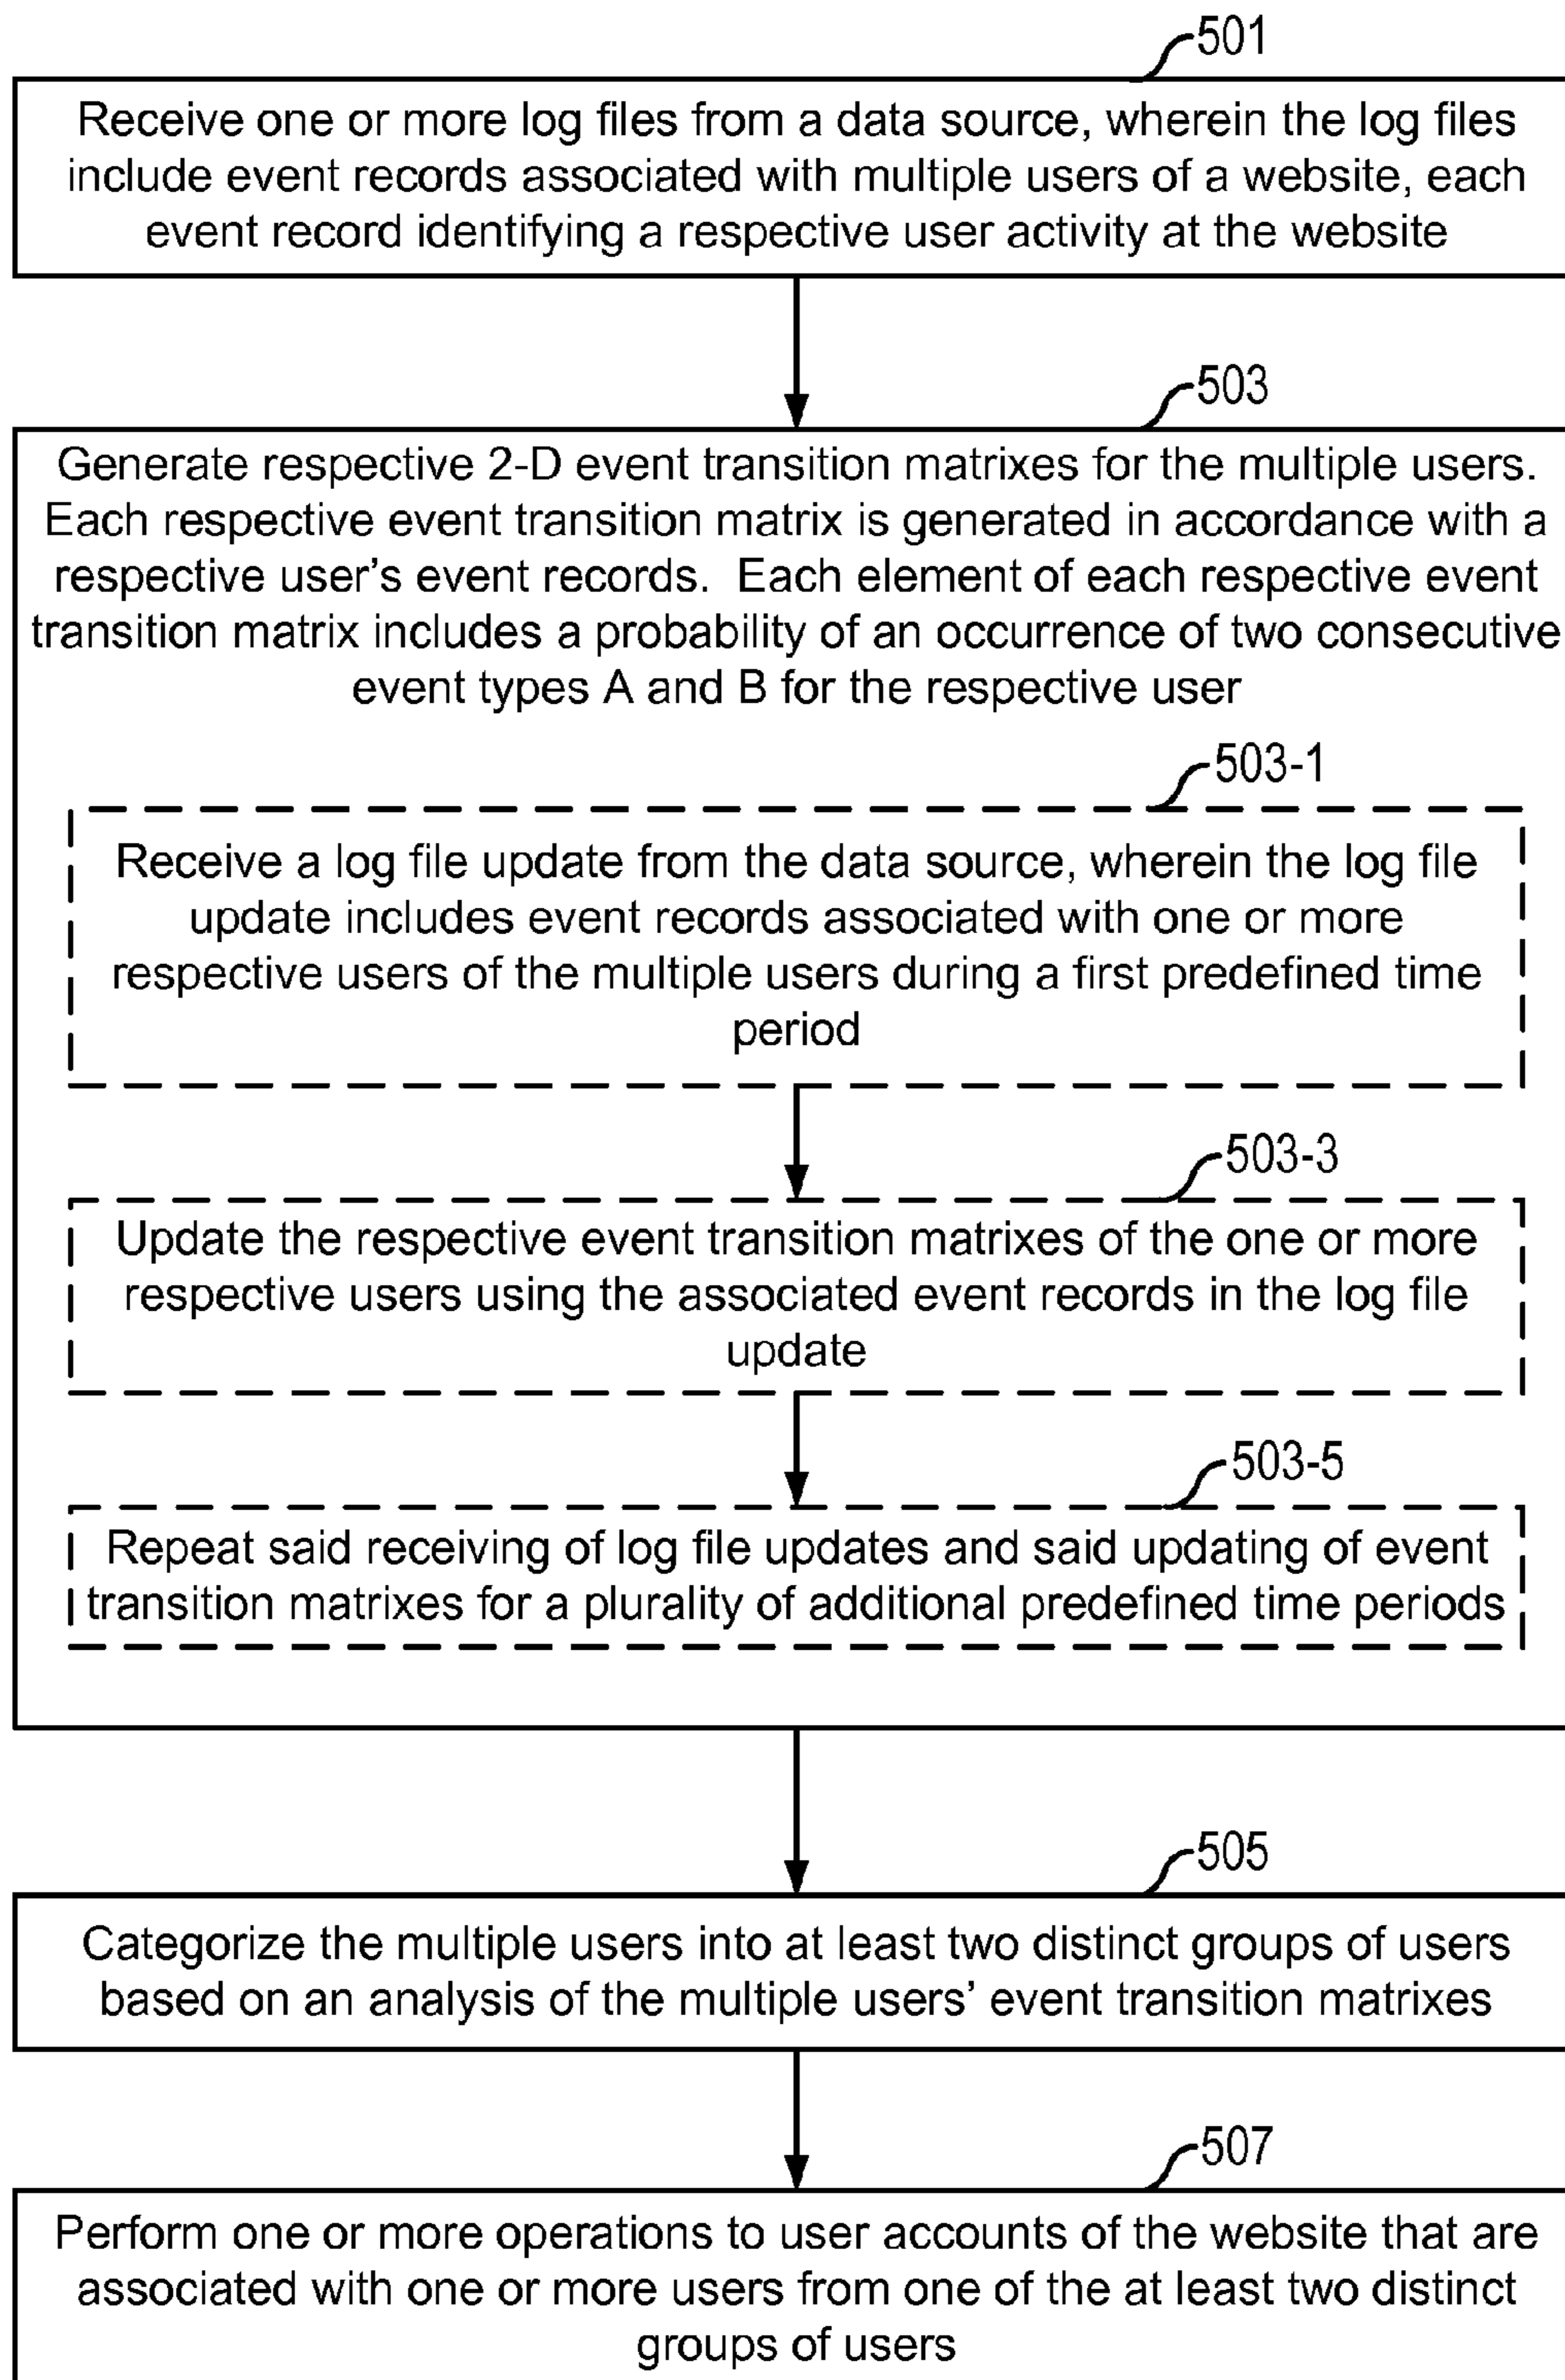 501
Receive one or more log files from a data source, wherein the log files
include event records associated with multiple users of a website, each
event record identifying a respective user activity at the website
503
Generate respective 2-D event transition matrixes for the multiple users.
Each respective event transition matrix is generated in accordance with a
respective user's event records.  Each element of each respective event
transition matrix includes a probability of an occurrence of two consecutive
event types A and B for the respective user
503-1
Receive a log file update from the data source, wherein the log file
update includes event records associated with one or more
respective users of the multiple users during a first predefined time
period
503-3
Update the respective event transition matrixes of the one or more
respective users using the associated event records in the log file
update
503-5
Repeat said receiving of log file updates and said updating of event
transition matrixes for a plurality of additional predefined time periods
505
Categorize the multiple users into at least two distinct groups of users
based on an analysis of the multiple users' event transition matrixes
507
Perform one or more operations to user accounts of the website that are
associated with one or more users from one of the at least two distinct
groups of users